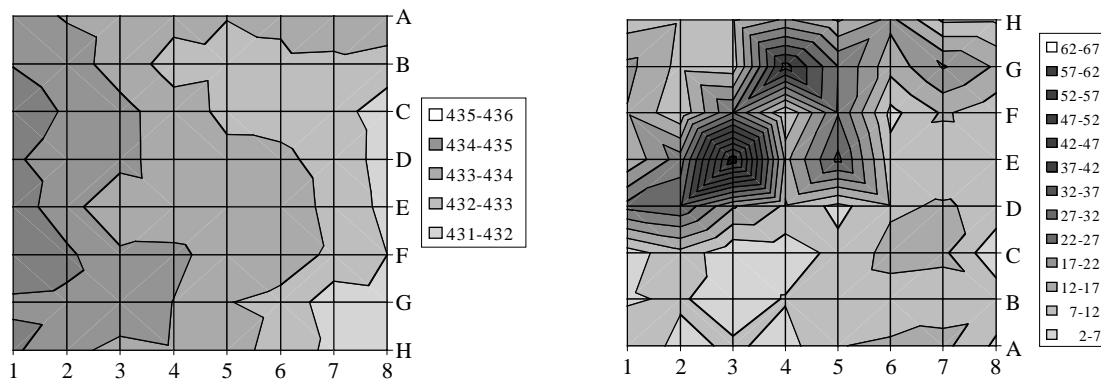 A
B
C
D
E
F
G
H
1 2 3 4 5 6 7 8
435-436
434-435
433-434
432-433
431-432
H
G
F
E
D
C
B
A
1 2 3 4 5 6 7 8
62-67
57-62
52-57
47-52
42-47
37-42
32-37
27-32
22-27
17-22
12-17
7-12
2-7